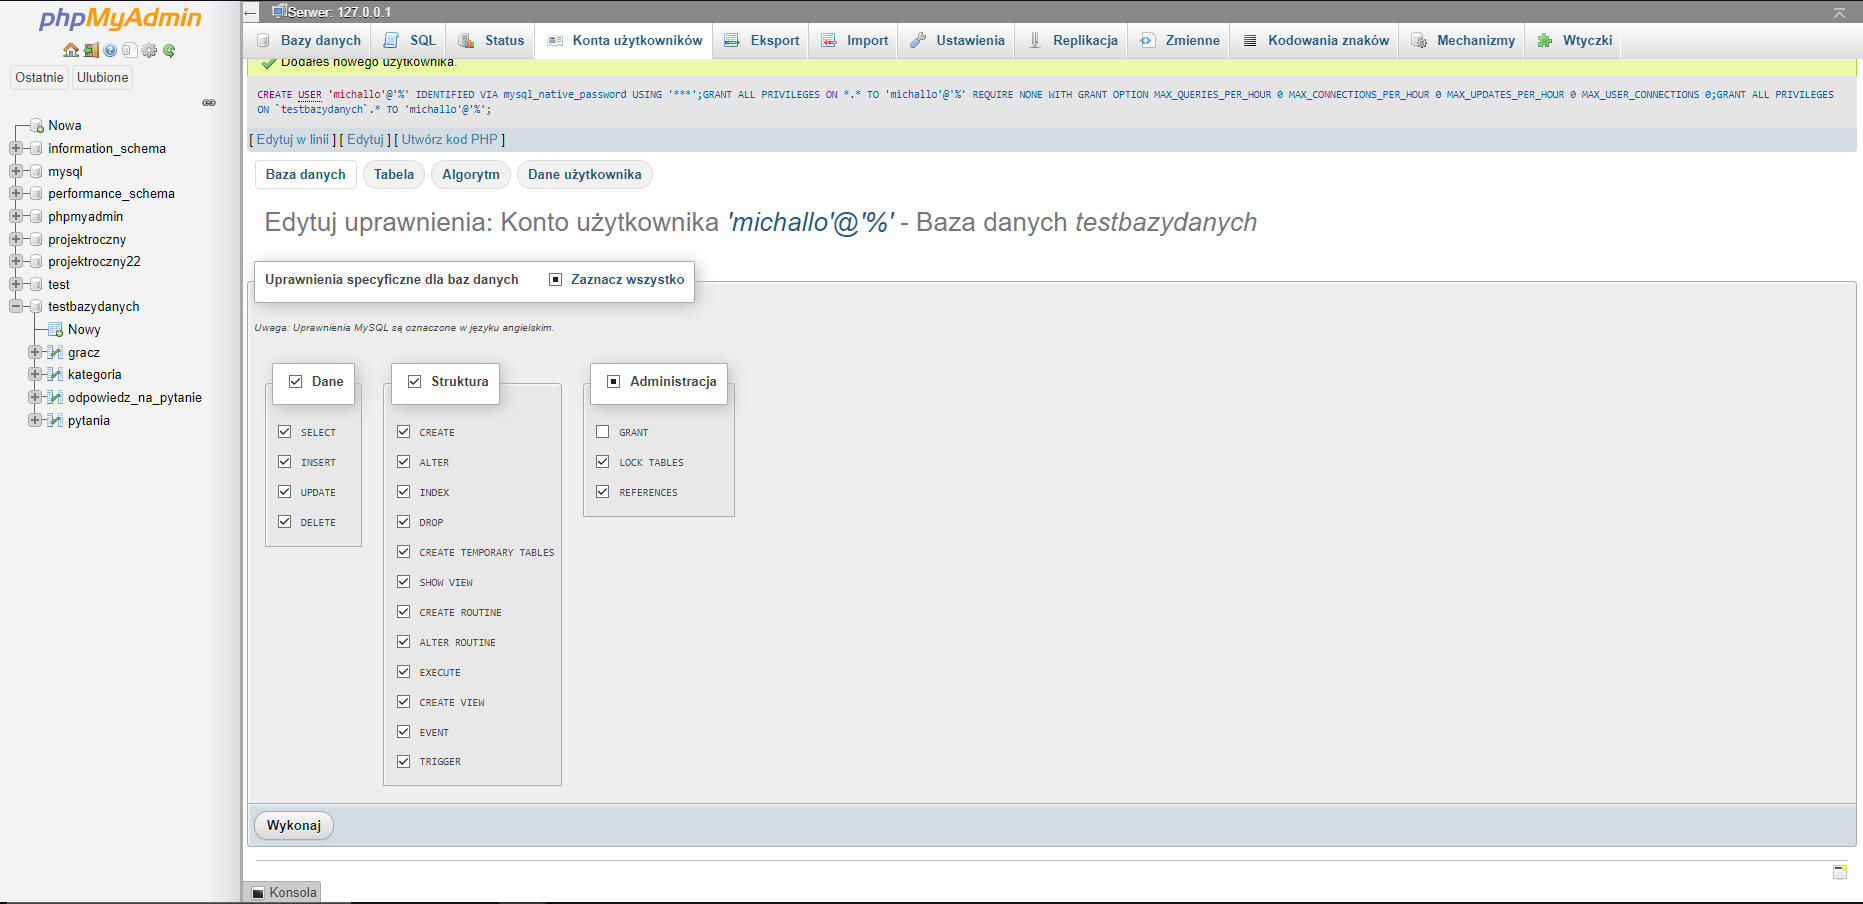 phpMyAdmin
Ostatnie
Ulubione
Nowa
information_schema
mysql
performance_schema
phpmyadmin
projektroczny
projektroczny22
test
testbazydanych
Nowy
gracz
kategoria
odpowiedz_na_pytanie
pytania
Serwer: 127.0.0.1
Bazy danych
SQL
Status
Konta użytkowników
Eksport
Import
Ustawienia
Replikacja
Zmienne
Kodowania znaków
Mechanizmy
Wtyczki
Dodałeś nowego użytkownika.
CREATE USER 'michallo'@'%' IDENTIFIED VIA mysql_native_password USING '***';GRANT ALL PRIVILEGES ON *.* TO 'michallo'@'%' REQUIRE NONE WITH GRANT OPTION MAX_QUERIES_PER_HOUR 0 MAX_CONNECTIONS_PER_HOUR 0 MAX_UPDATES_PER_HOUR 0 MAX_USER_CONNECTIONS 0;GRANT ALL PRIVILEGES
ON `testbazydanych`.* TO 'michallo'@'%';
[ Edytuj w linii ] [ Edytuj ] [ Utwórz kod PHP ]
Baza danych
Tabela
Algorytm
Dane użytkownika
Edytuj uprawnienia: Konto użytkownika 'michallo'@'%' - Baza danych testbazydanych
Uprawnienia specyficzne dla baz danych
Zaznacz wszystko
Uwaga: Uprawnienia MySQL są oznaczone w języku angielskim.
Dane
SELECT
INSERT
UPDATE
DELETE
Struktura
CREATE
ALTER
INDEX
DROP
CREATE TEMPORARY TABLES
SHOW VIEW
CREATE ROUTINE
ALTER ROUTINE
EXECUTE
CREATE VIEW
EVENT
TRIGGER
Administracja
GRANT
LOCK TABLES
REFERENCES
Wykonaj
Konsola